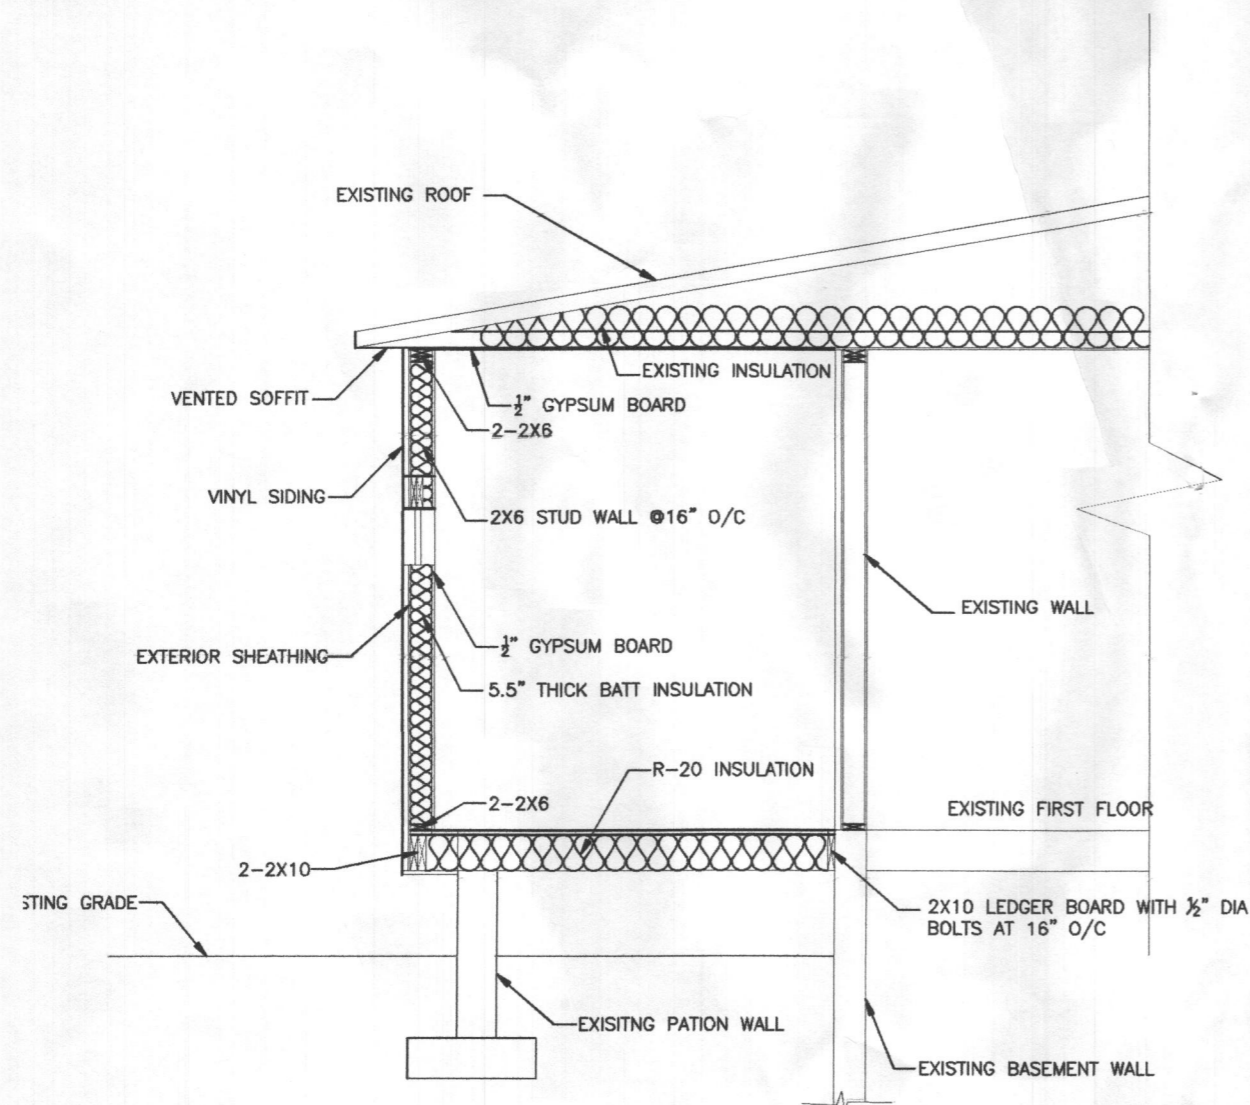 EXISTING ROOF
EXISTING INSULATION
VENTED SOFFIT
½" GYPSUM BOARD
2-2X6
VINYL SIDING
2X6 STUD WALL @16" O/C
EXISTING WALL
EXTERIOR SHEATHING
½" GYPSUM BOARD
5.5" THICK BATT INSULATION
R-20 INSULATION
2-2X6
EXISTING FIRST FLOOR
2-2X10
STING GRADE
2X10 LEDGER BOARD WITH ½" DIA
BOLTS AT 16" O/C
EXISITNG PATION WALL
EXISTING BASEMENT WALL